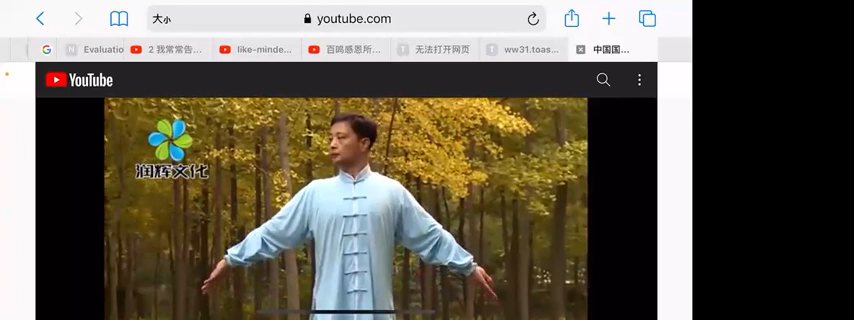 大小 youtube.com
Evaluatio 2 我常常告... like-minde... 百鸣感恩所... T 无法打开网页 T ww31.toas... 中国国...
YouTube
润辉文化